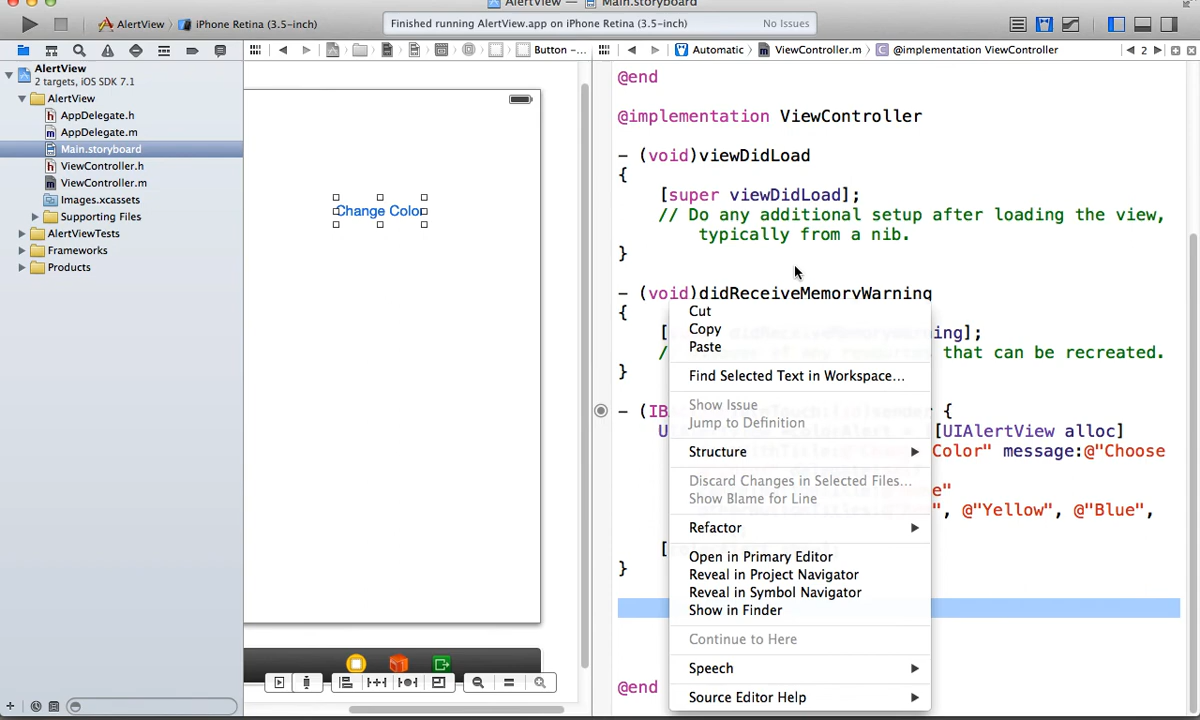 AlertView — Main.storyboard
AlertView
iPhone Retina (3.5-inch)
Finished running AlertView.app on iPhone Retina (3.5-inch)
No Issues
Button –...
Automatic
ViewController.m
@implementation ViewController
2
AlertView
2 targets, iOS SDK 7.1
AlertView
AppDelegate.h
AppDelegate.m
Main.storyboard
ViewController.h
ViewController.m
Images.xcassets
Supporting Files
AlertViewTests
Frameworks
Products
Change Color
@end
@implementation ViewController
- (void)viewDidLoad
{
[super viewDidLoad];
// Do any additional setup after loading the view,
typically from a nib.
}
- (void)didReceiveMemoryWarning
{
ing];
that can be recreated.
}
- (IB
sender {
[UIAlertView alloc]
Color" message:@"Choose
e"
", @"Yellow", @"Blue",
[
}
@end
Cut
Copy
Paste
Find Selected Text in Workspace...
Show Issue
Jump to Definition
Structure
Discard Changes in Selected Files...
Show Blame for Line
Refactor
Open in Primary Editor
Reveal in Project Navigator
Reveal in Symbol Navigator
Show in Finder
Continue to Here
Speech
Source Editor Help